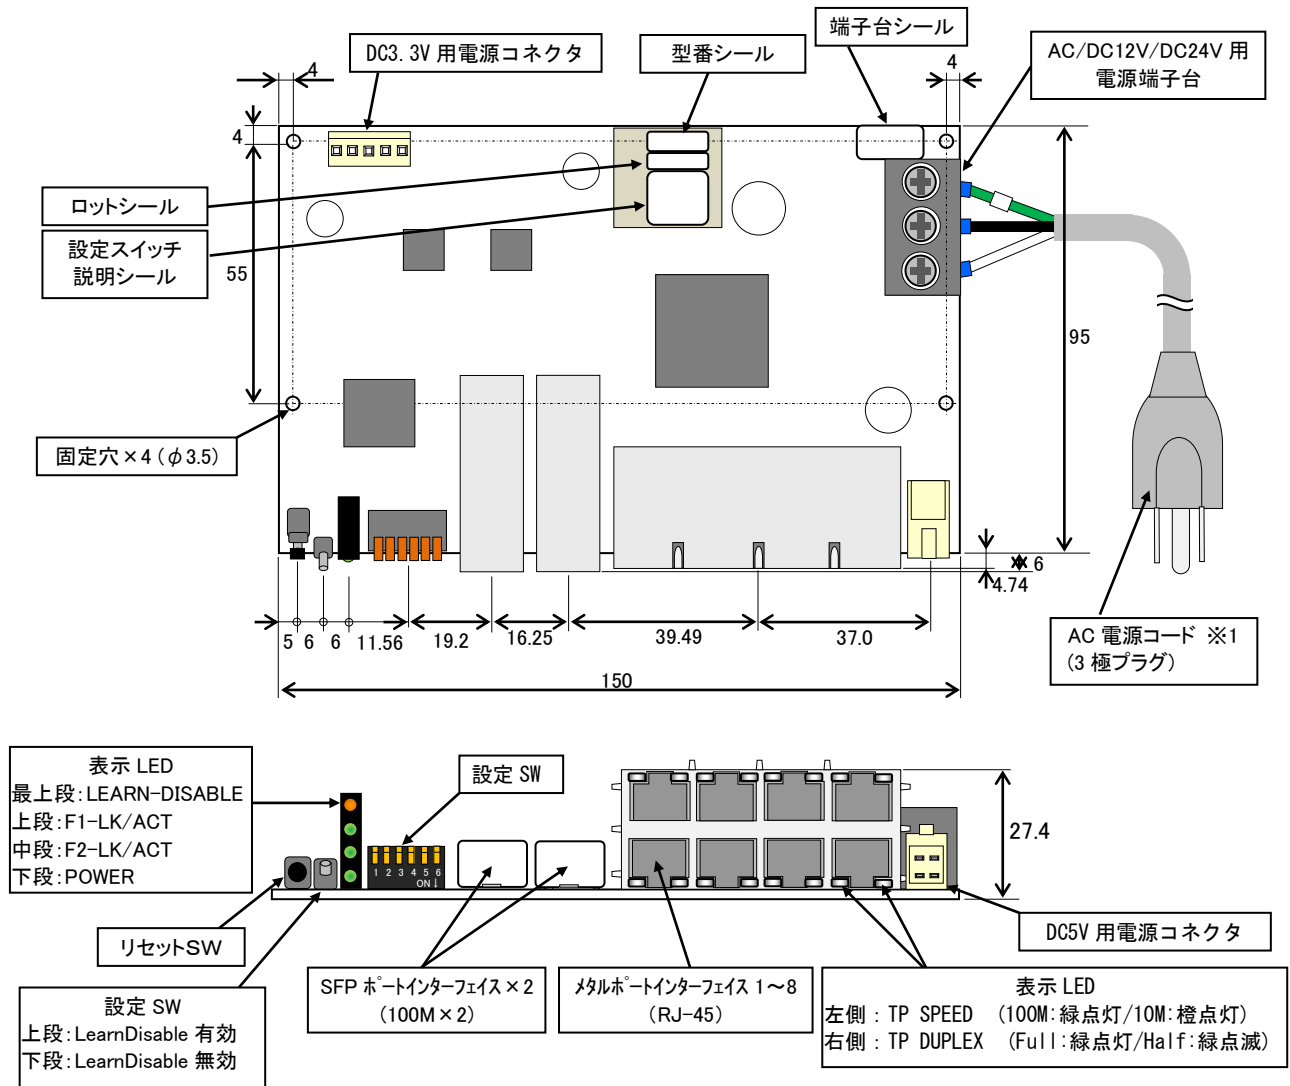 端子台シール
DC3.3V 用電源コネクタ
型番シール
AC/DC12V/DC24V 用
電源端子台
4
4
4
ロットシール
設定スイッチ
説明シール
55
95
固定穴×4(φ3.5)
6
4.74
5
6
6
11.56
19.2
16.25
39.49
37.0
150
AC 電源コード ※1
(3 極プラグ)
表示 LED
最上段:LEARN-DISABLE
上段:F1-LK/ACT
中段:F2-LK/ACT
下段:POWER
設定 SW
1 2 3 4 5 6
ON ↓
27.4
リセットSW
DC5V 用電源コネクタ
設定 SW
上段:LearnDisable 有効
下段:LearnDisable 無効
SFP ポートインターフェイス×2
(100M×2)
メタルポートインターフェイス 1～8
(RJ-45)
表示 LED
左側 : TP SPEED (100M:緑点灯/10M:橙点灯)
右側 : TP DUPLEX (Full:緑点灯/Half:緑点滅)